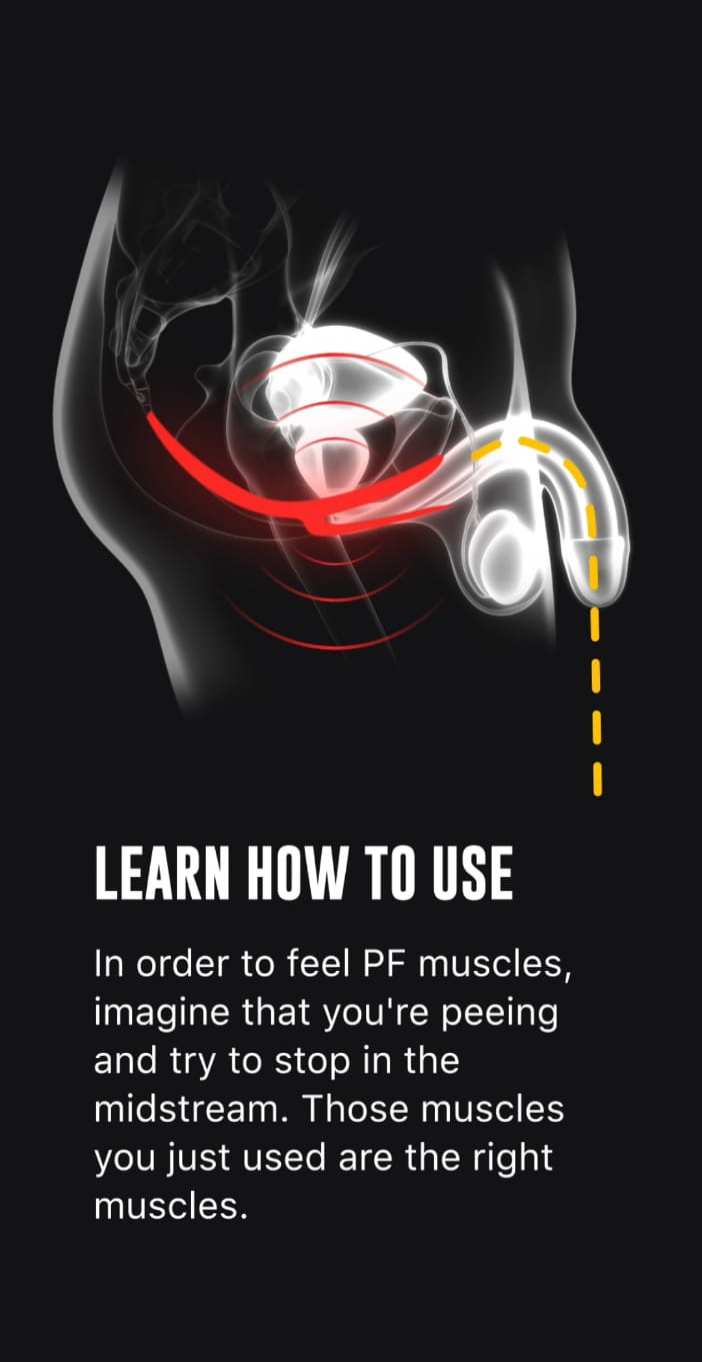 LEARN HOW TO USE
In order to feel PF muscles,
imagine that you're peeing
and try to stop in the
midstream. Those muscles
you just used are the right
muscles.